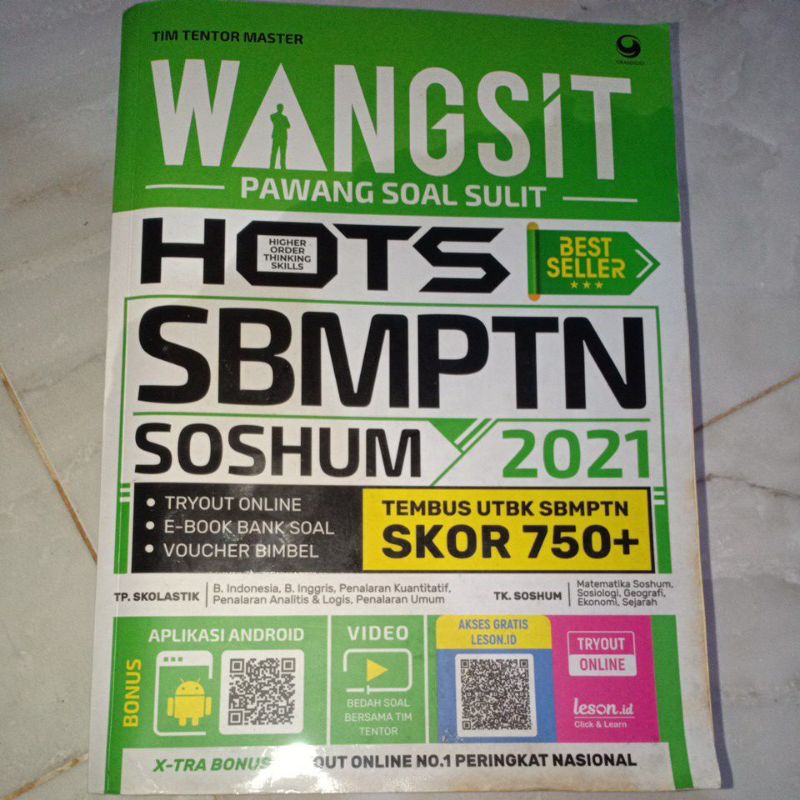 TIM TENTOR MASTER
WANGSIT
PAWANG SOAL SULIT
HOTS
HIGHER
ORDER
THINKING
SKILLS
BEST
SELLER
SBMPTN
SOSHUM
2021
• TRYOUT ONLINE
• E-BOOK BANK SOAL
• VOUCHER BIMBEL
TEMBUS UTBK SBMPTN
SKOR 750+
TP. SKOLASTIK
B. Indonesia, B. Inggris, Penalaran Kuantitatif,
Penalaran Analitis & Logis, Penalaran Umum
TK. SOSHUM
Matematika Soshum,
Sosiologi, Geografi,
Ekonomi, Sejarah
BONUS
APLIKASI ANDROID
VIDEO
BEDAH SOAL
BERSAMA TIM
TENTOR
AKSES GRATIS
LESON.ID
TRYOUT
ONLINE
leson.id
Click & Learn
X-TRA BONUS
OUT ONLINE NO.1 PERINGKAT NASIONAL